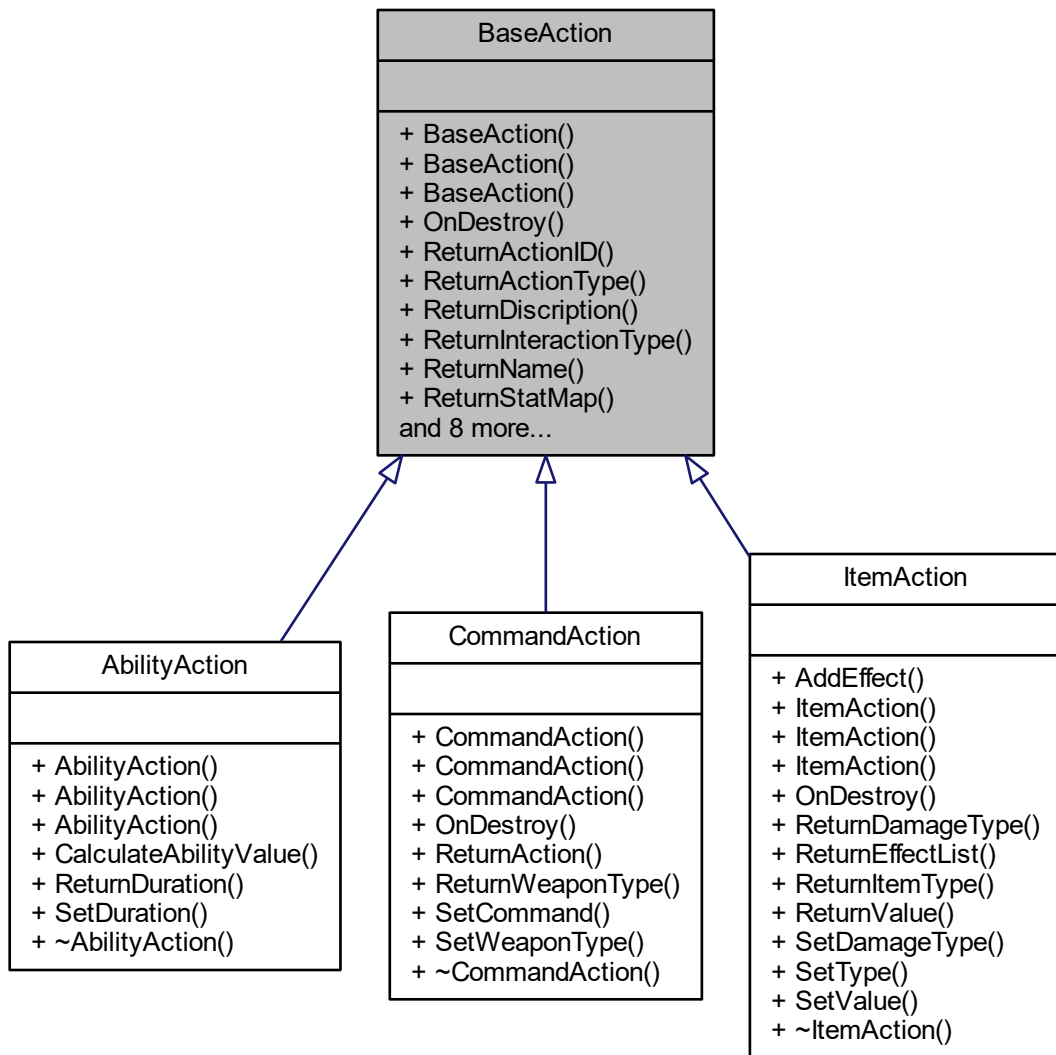 BaseAction
+ BaseAction()
+ BaseAction()
+ BaseAction()
+ OnDestroy()
+ ReturnActionID()
+ ReturnActionType()
+ ReturnDiscription()
+ ReturnInteractionType()
+ ReturnName()
+ ReturnStatMap()
and 8 more...
AbilityAction
+ AbilityAction()
+ AbilityAction()
+ AbilityAction()
+ CalculateAbilityValue()
+ ReturnDuration()
+ SetDuration()
+ ~AbilityAction()
CommandAction
+ CommandAction()
+ CommandAction()
+ CommandAction()
+ OnDestroy()
+ ReturnAction()
+ ReturnWeaponType()
+ SetCommand()
+ SetWeaponType()
+ ~CommandAction()
ItemAction
+ AddEffect()
+ ItemAction()
+ ItemAction()
+ ItemAction()
+ OnDestroy()
+ ReturnDamageType()
+ ReturnEffectList()
+ ReturnItemType()
+ ReturnValue()
+ SetDamageType()
+ SetType()
+ SetValue()
+ ~ItemAction()